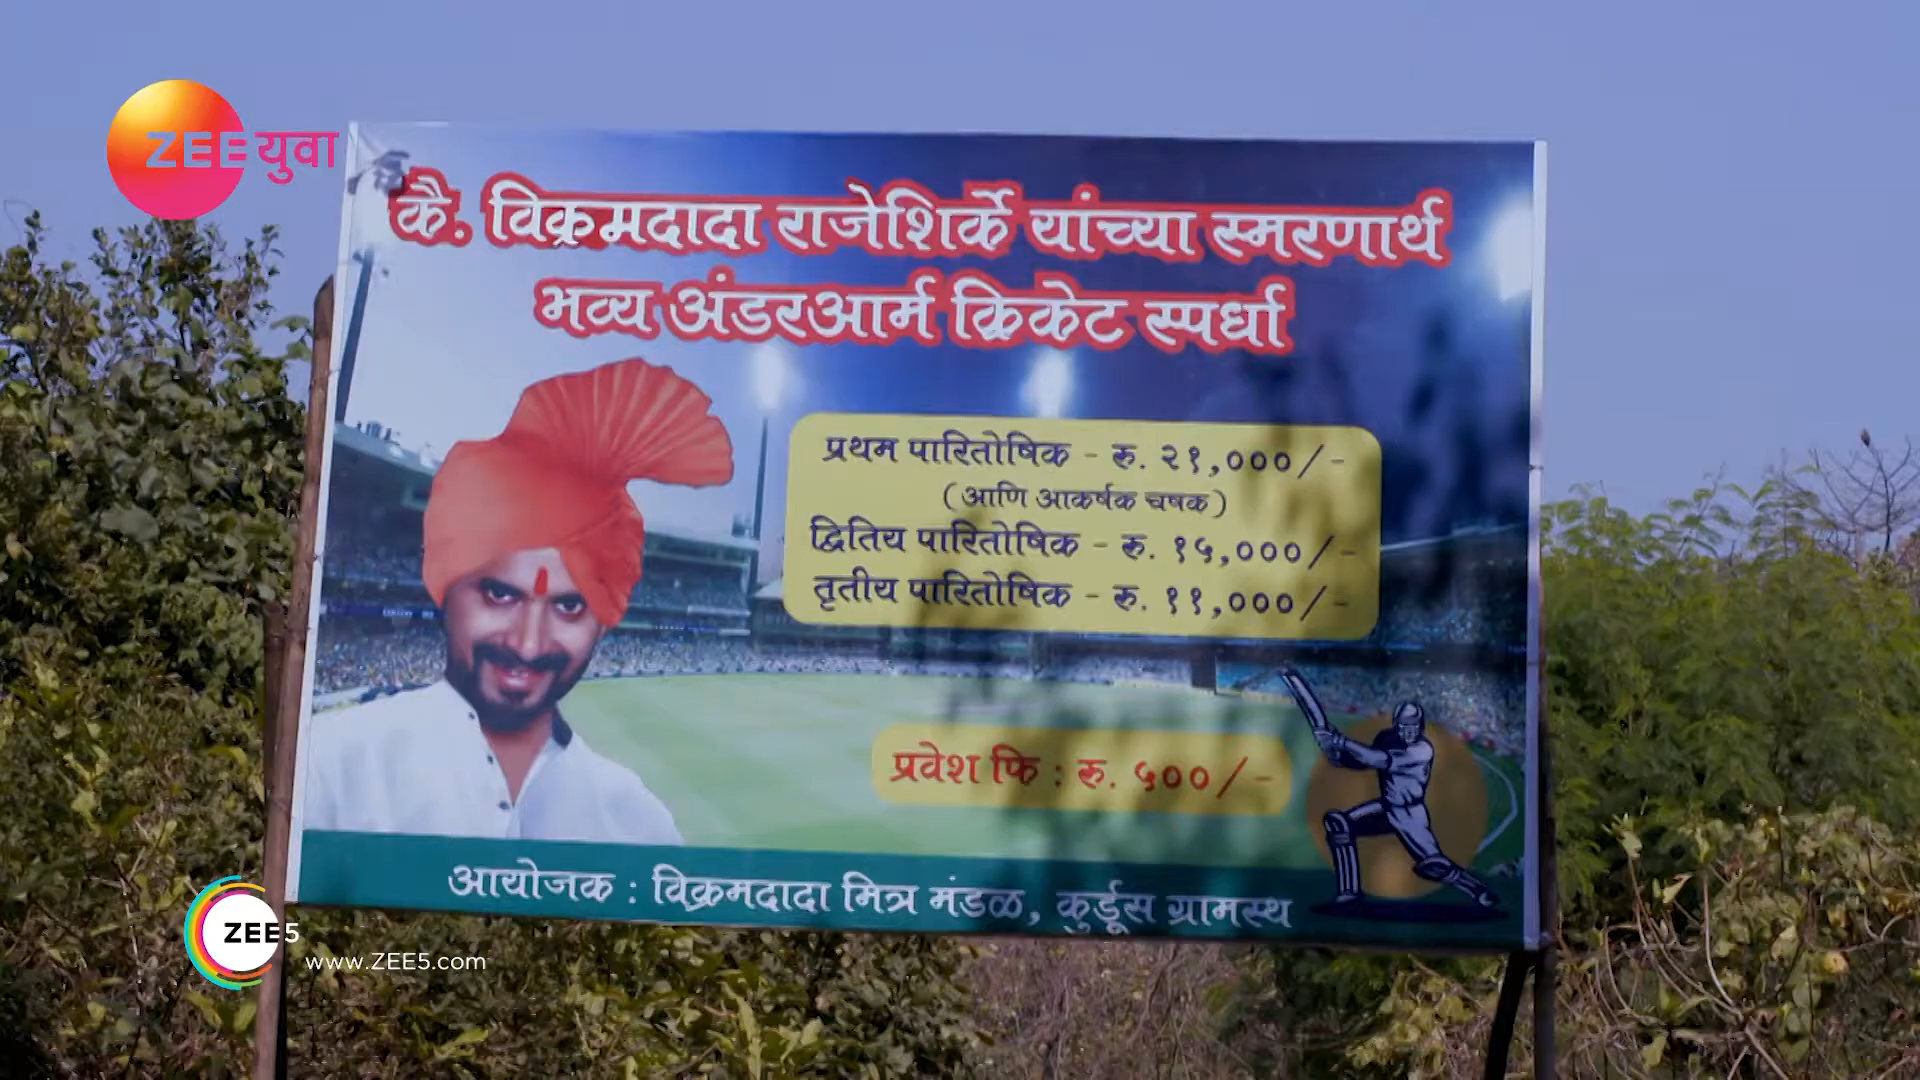 ZEE युवा
कै. विक्रमदादा राजेशिर्के यांच्या स्मरणार्थ
भव्य अंडरआर्म क्रिकेट स्पर्धा
प्रथम पारितोषिक - रु. २१,०००/-
(आणि आकर्षक चषक)
द्वितिय पारितोषिक - रु. १५,०००/-
तृतीय पारितोषिक - रु. ११,०००/-
प्रवेश फि : रु. ५००/-
आयोजक : विक्रमदादा मित्र मंडळ, कुर्डूस ग्रामस्थ
ZEE5
www.ZEE5.com